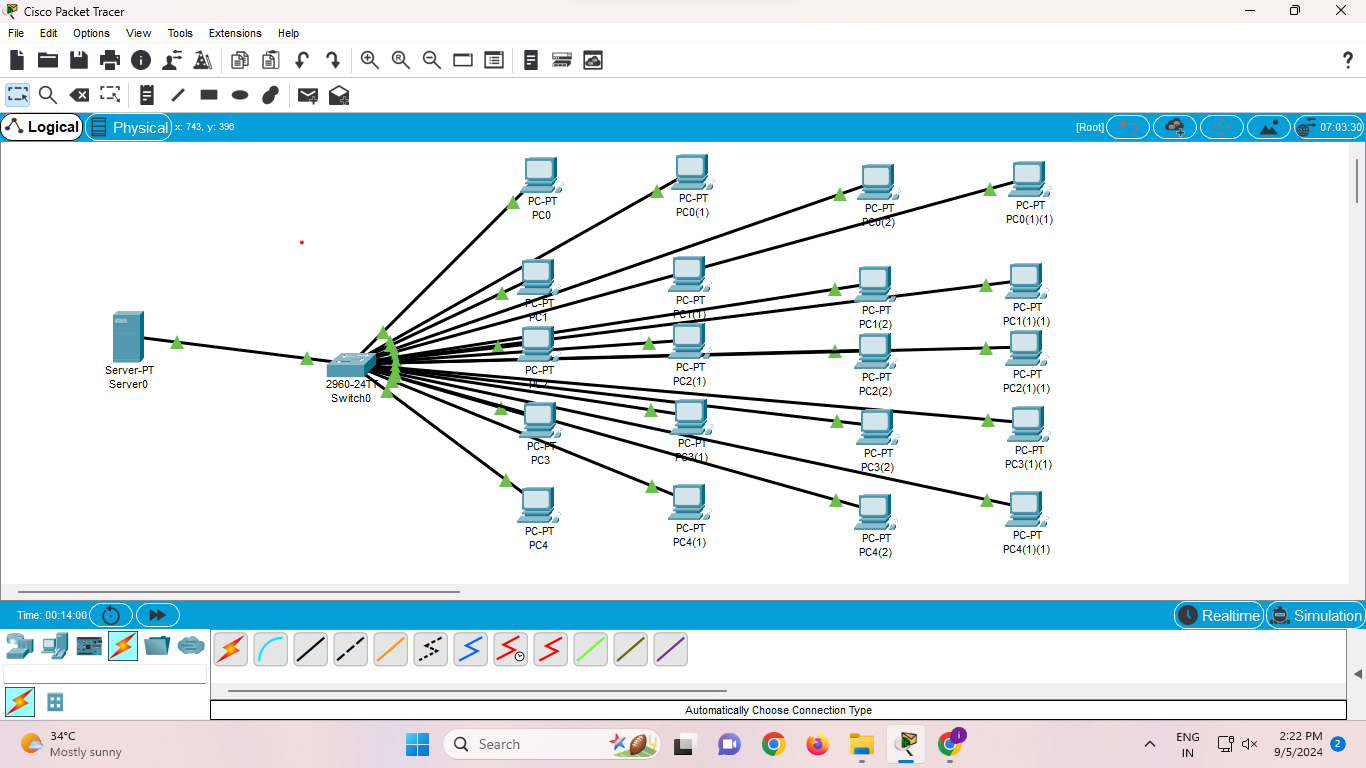 Cisco Packet Tracer
File Edit Options View Tools Extensions Help
Logical
Physical
x: 743, y: 396
[Root]
07:03:30
PC-PT
PC0
PC-PT
PC0(1)
PC-PT
PC0(2)
PC-PT
PC0(1)(1)
PC-PT
PC1
PC-PT
PC1(1)
PC-PT
PC1(2)
PC-PT
PC1(1)(1)
Server-PT
Server0
2960-24TT
Switch0
PC-PT
PC2
PC-PT
PC2(1)
PC-PT
PC2(2)
PC-PT
PC2(1)(1)
PC-PT
PC3
PC-PT
PC3(1)
PC-PT
PC3(2)
PC-PT
PC3(1)(1)
PC-PT
PC4
PC-PT
PC4(1)
PC-PT
PC4(2)
PC-PT
PC4(1)(1)
Time: 00:14:00
Realtime
Simulation
Automatically Choose Connection Type
34°C
Mostly sunny
Search
ENG
IN
2:22 PM
9/5/2024
2